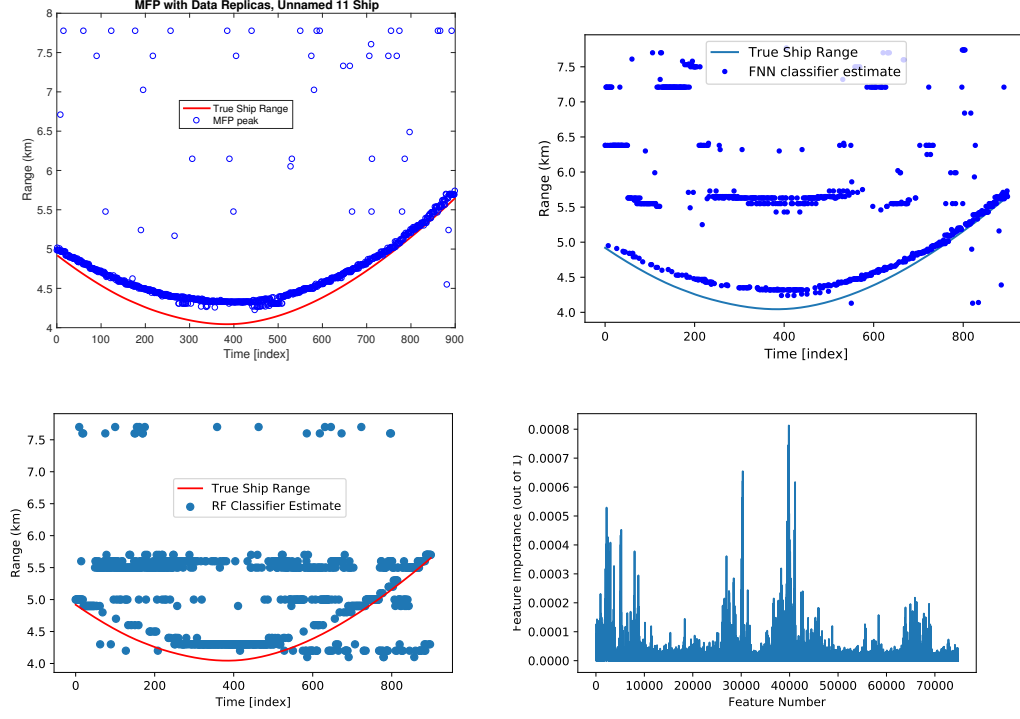 MFP with Data Replicas, Unnamed 11 Ship
8
7.5
7
6.5
6
5.5
5
4.5
4
Range (km)
True Ship Range
MFP peak
0 100 200 300 400 500 600 700 800 900
Time [index]
7.5
7.0
6.5
6.0
5.5
5.0
4.5
4.0
Range (km)
True Ship Range
FNN classifier estimate
0 200 400 600 800
Time [index]
7.5
7.0
6.5
6.0
5.5
5.0
4.5
4.0
Range (km)
True Ship Range
RF Classifier Estimate
0 200 400 600 800
Time [index]
0.0008
0.0007
0.0006
0.0005
0.0004
0.0003
0.0002
0.0001
0.0000
Feature Importance (out of 1)
0 10000 20000 30000 40000 50000 60000 70000
Feature Number